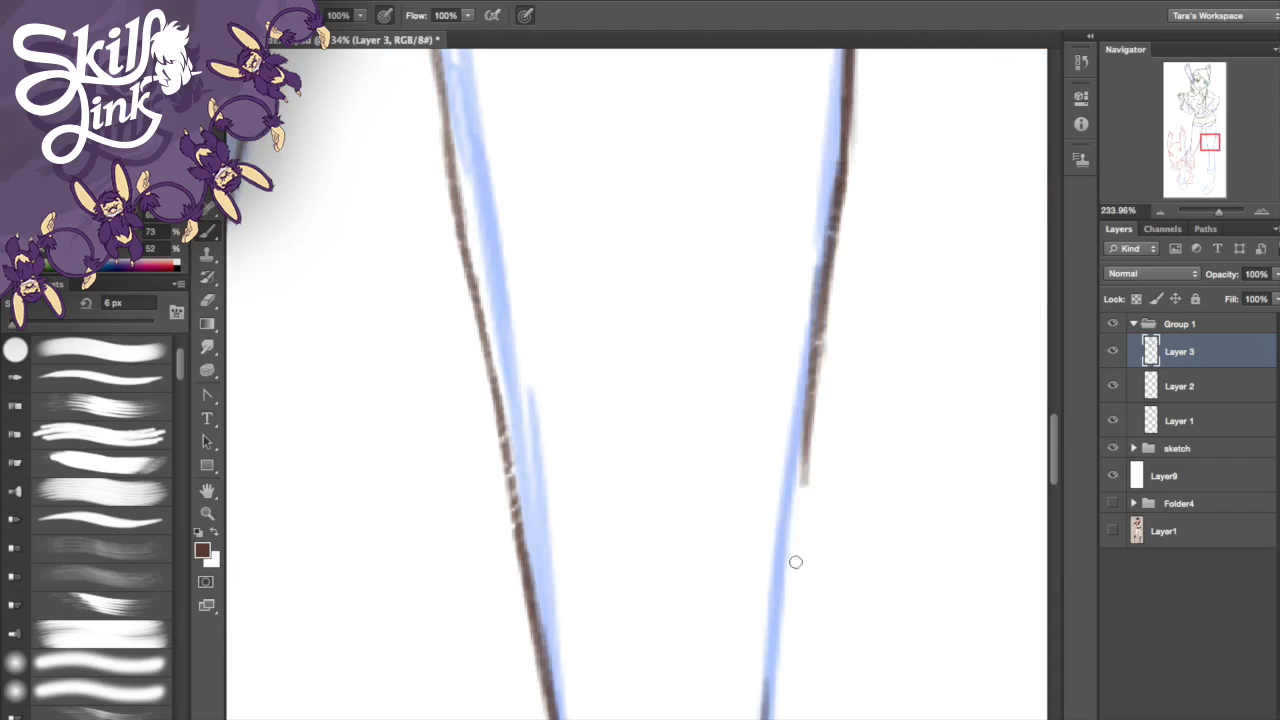 Skill
Link
100%
Flow: 100%
Tara's Workspace
34% (Layer 3, RGB/8#) *
Navigator
233.96%
Layers Channels Paths
Kind
Normal
Opacity: 100%
Lock:
Fill: 100%
Group 1
Layer 3
Layer 2
Layer 1
sketch
Layer9
Folder4
Layer1
73 %
52 %
6 px
T